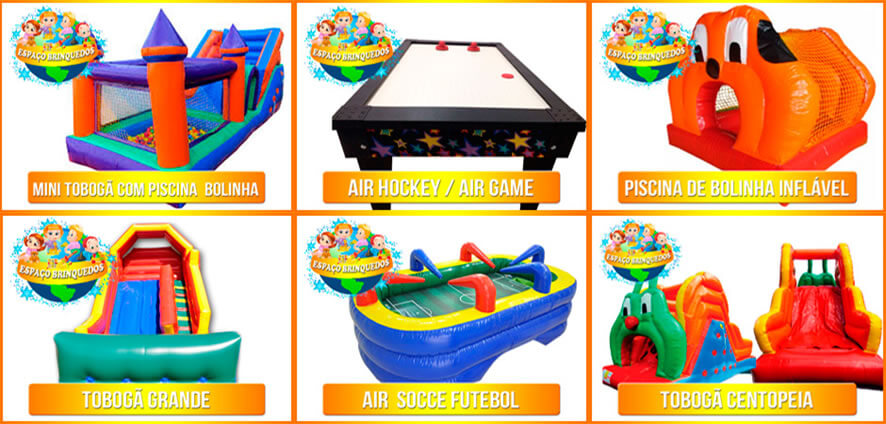 ESPAÇO BRINQUEDOS
MINI TOBOGÃ COM PISCINA BOLINHA
ESPAÇO BRINQUEDOS
AIR HOCKEY / AIR GAME
ESPAÇO BRINQUEDOS
PISCINA DE BOLINHA INFLÁVEL
ESPAÇO BRINQUEDOS
TOBOGÃ GRANDE
ESPAÇO BRINQUEDOS
AIR SOCCE FUTEBOL
ESPAÇO BRINQUEDOS
TOBOGÃ CENTOPEIA